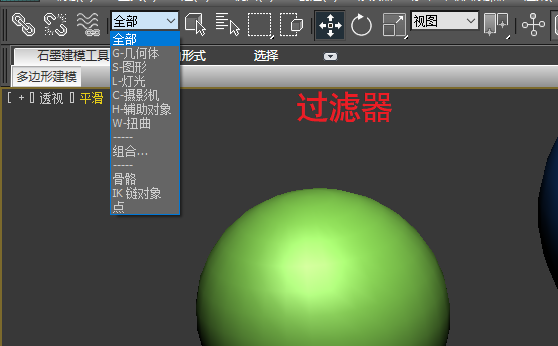 全部
视图
全部
G-几何体
S-图形
L-灯光
C-摄影机
H-辅助对象
W-扭曲
-----
组合...
-----
骨骼
IK 链对象
点
石墨建模工具
形式
选择
多边形建模
[ + ] [ 透视 ] [ 平滑
过滤器